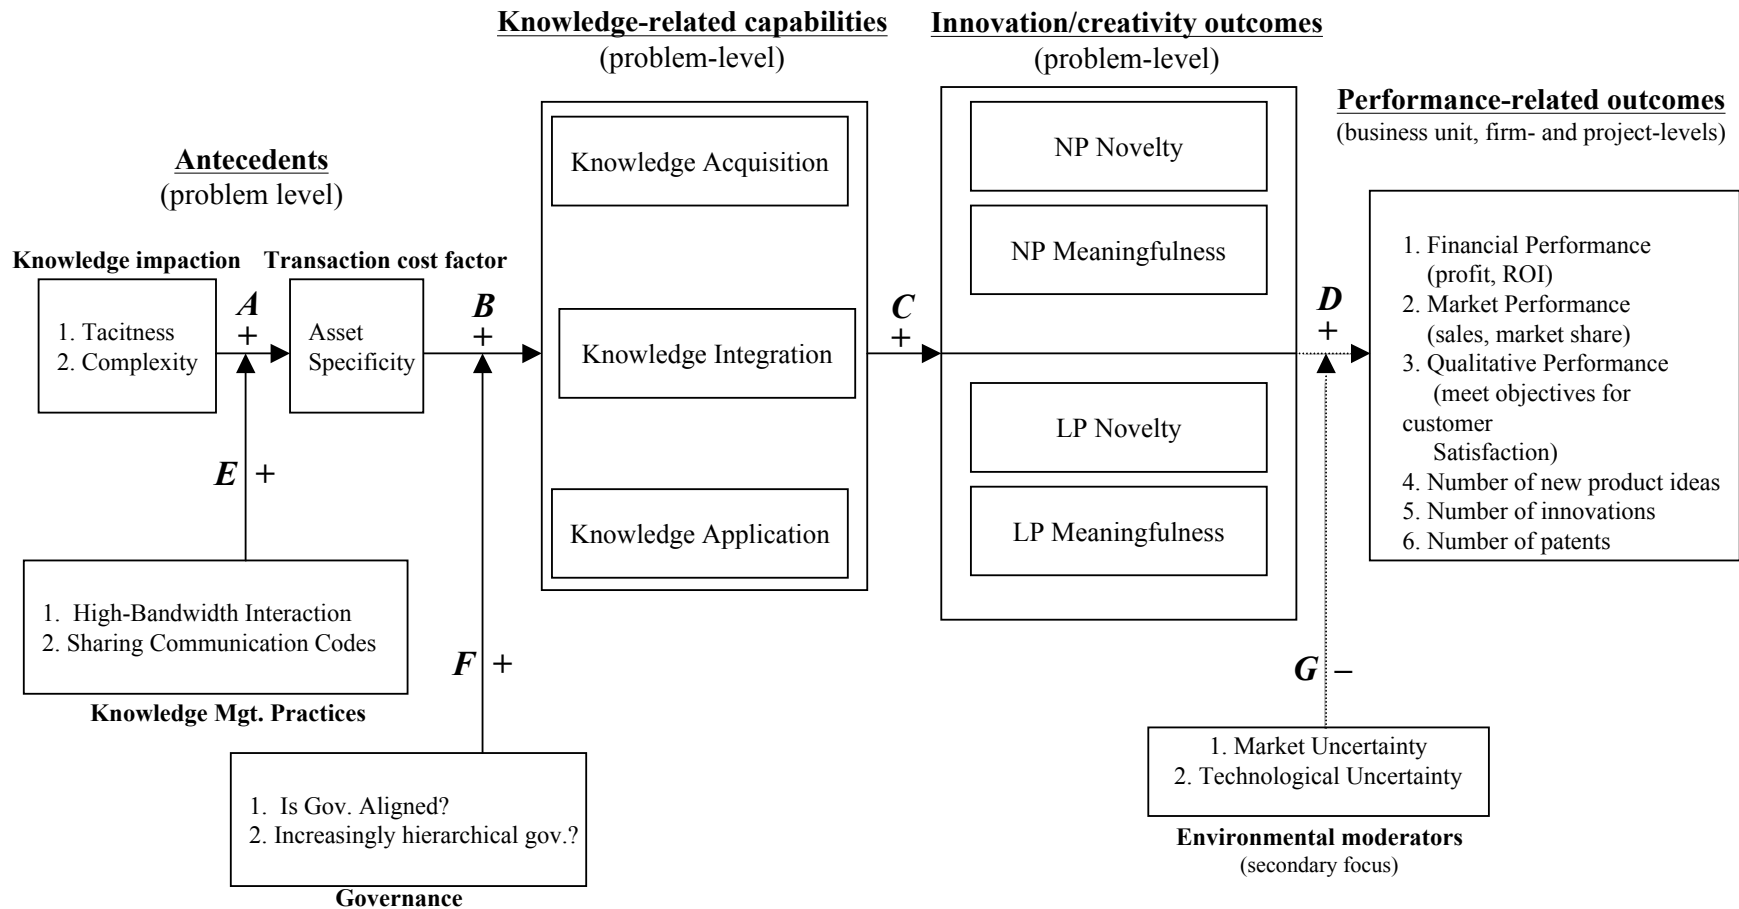 Knowledge-related capabilities
(problem-level)
Innovation/creativity outcomes
(problem-level)
Performance-related outcomes
(business unit, firm- and project-levels)
Antecedents
(problem level)
Knowledge impaction
Transaction cost factor
1. Tacitness
2. Complexity
A
+
Asset
Specificity
B
+
Knowledge Acquisition
Knowledge Integration
Knowledge Application
C
+
NP Novelty
NP Meaningfulness
LP Novelty
LP Meaningfulness
D
+
1. Financial Performance
(profit, ROI)
2. Market Performance
(sales, market share)
3. Qualitative Performance
(meet objectives for
customer
Satisfaction)
4. Number of new product ideas
5. Number of innovations
6. Number of patents
E +
1. High-Bandwidth Interaction
2. Sharing Communication Codes
Knowledge Mgt. Practices
F +
1. Is Gov. Aligned?
2. Increasingly hierarchical gov.?
Governance
G –
1. Market Uncertainty
2. Technological Uncertainty
Environmental moderators
(secondary focus)